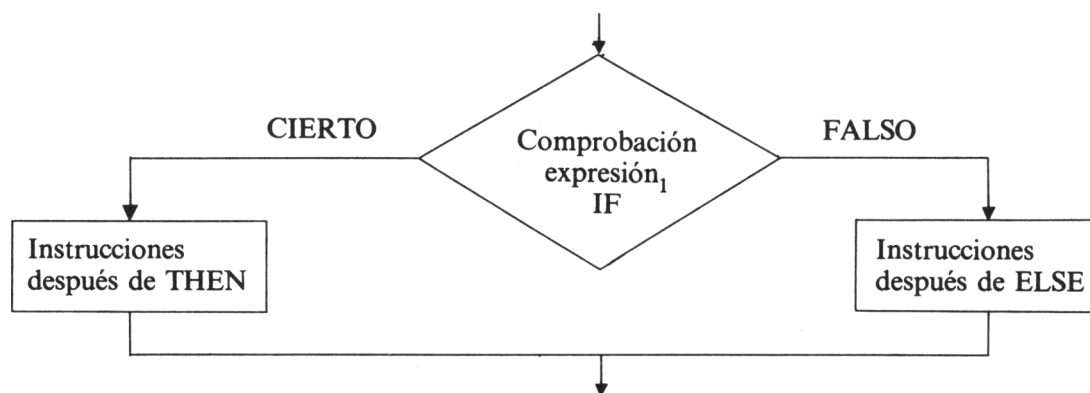 CIERTO
FALSO
Comprobación
expresión₁
IF
Instrucciones
después de THEN
Instrucciones
después de ELSE